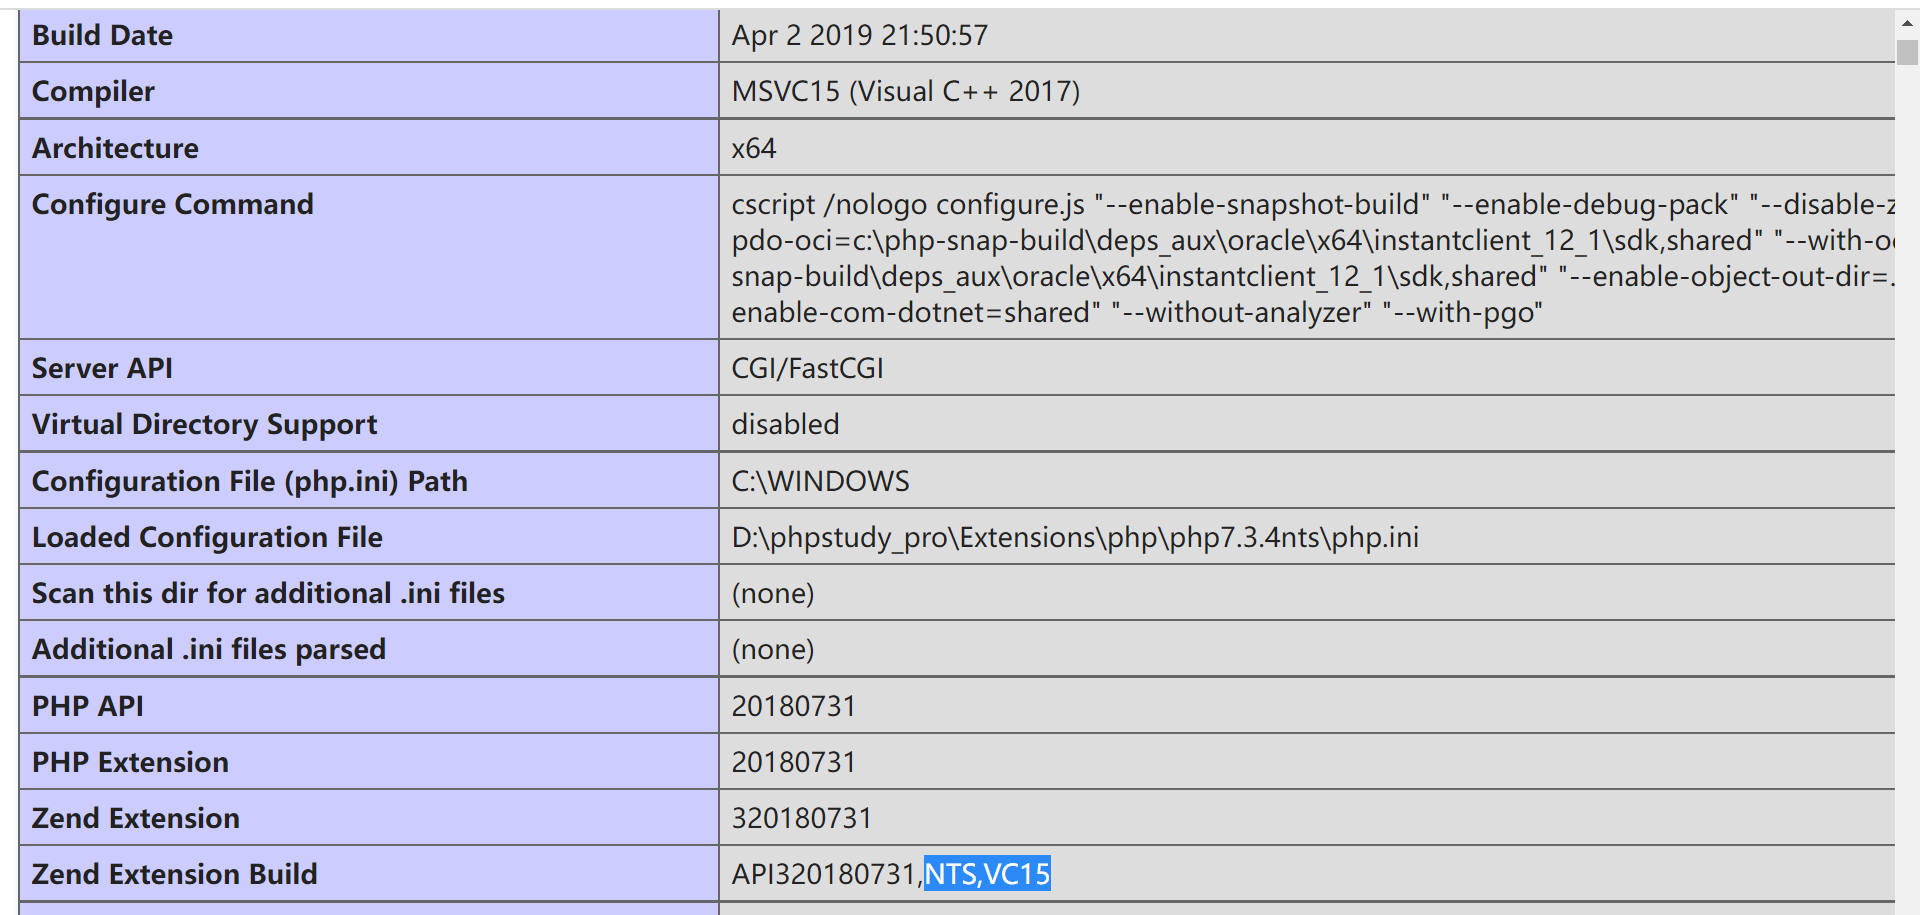 Build Date Apr 2 2019 21:50:57
Compiler MSVC15 (Visual C++ 2017)
Architecture x64
Configure Command cscript /nologo configure.js "--enable-snapshot-build" "--enable-debug-pack" "--disable-z
pdo-oci=c:\php-snap-build\deps_aux\oracle\x64\instantclient_12_1\sdk,shared" "--with-oc
snap-build\deps_aux\oracle\x64\instantclient_12_1\sdk,shared" "--enable-object-out-dir=.
enable-com-dotnet=shared" "--without-analyzer" "--with-pgo"
Server API CGI/FastCGI
Virtual Directory Support disabled
Configuration File (php.ini) Path C:\WINDOWS
Loaded Configuration File D:\phpstudy_pro\Extensions\php\php7.3.4nts\php.ini
Scan this dir for additional .ini files (none)
Additional .ini files parsed (none)
PHP API 20180731
PHP Extension 20180731
Zend Extension 320180731
Zend Extension Build API320180731,NTS,VC15